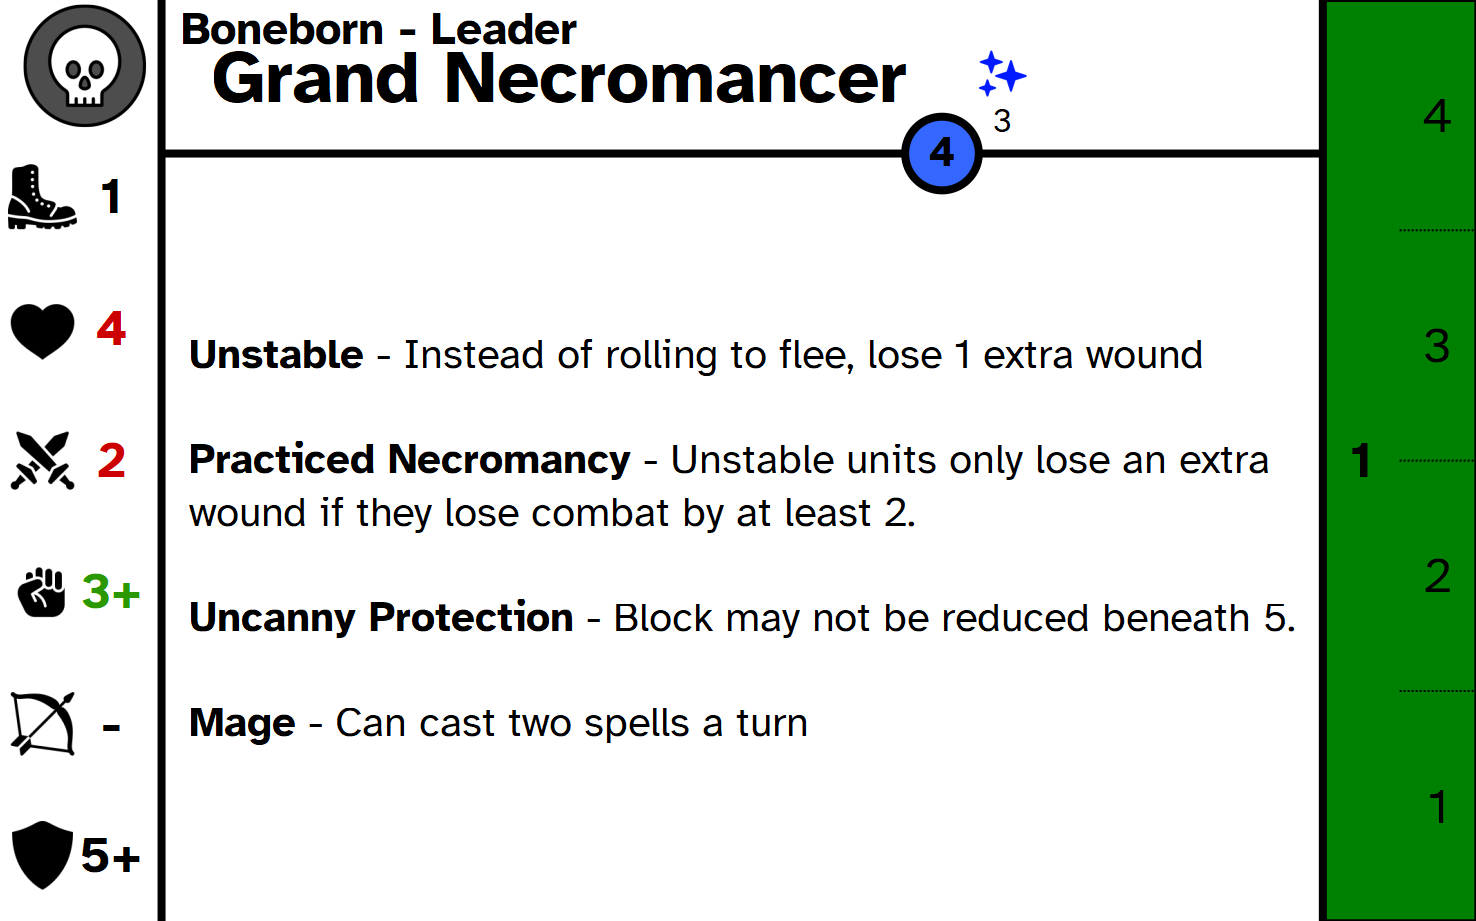 Boneborn - Leader
Grand Necromancer
3
4
1
4
2
3+
-
5+
Unstable - Instead of rolling to flee, lose 1 extra wound
Practiced Necromancy - Unstable units only lose an extra
wound if they lose combat by at least 2.
Uncanny Protection - Block may not be reduced beneath 5.
Mage - Can cast two spells a turn
1
4
3
2
1